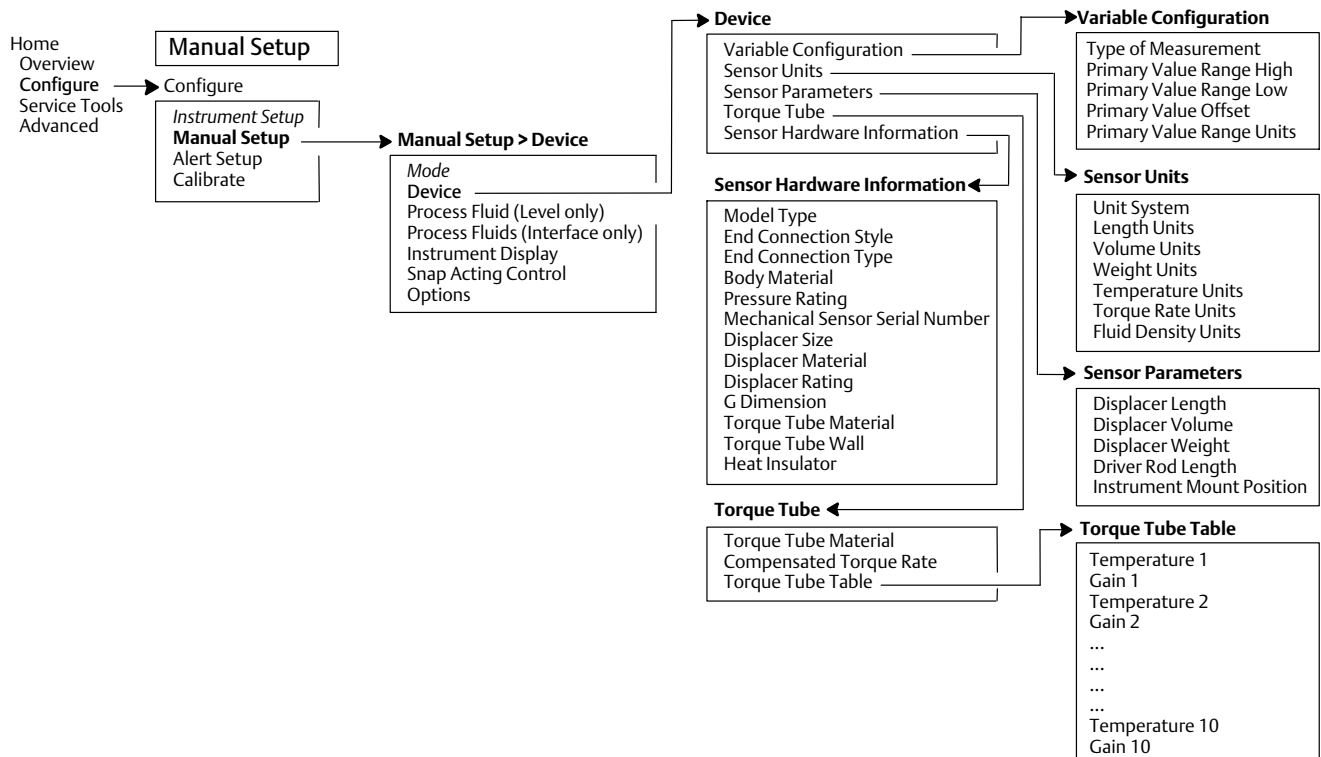 Home
Overview
Configure
Service Tools
Advanced
Manual Setup
Configure
Instrument Setup
Manual Setup
Alert Setup
Calibrate
Manual Setup > Device
Mode
Device
Process Fluid (Level only)
Process Fluids (Interface only)
Instrument Display
Snap Acting Control
Options
Device
Variable Configuration
Sensor Units
Sensor Parameters
Torque Tube
Sensor Hardware Information
Sensor Hardware Information
Model Type
End Connection Style
End Connection Type
Body Material
Pressure Rating
Mechanical Sensor Serial Number
Displacer Size
Displacer Material
Displacer Rating
G Dimension
Torque Tube Material
Torque Tube Wall
Heat Insulator
Torque Tube
Torque Tube Material
Compensated Torque Rate
Torque Tube Table
Variable Configuration
Type of Measurement
Primary Value Range High
Primary Value Range Low
Primary Value Offset
Primary Value Range Units
Sensor Units
Unit System
Length Units
Volume Units
Weight Units
Temperature Units
Torque Rate Units
Fluid Density Units
Sensor Parameters
Displacer Length
Displacer Volume
Displacer Weight
Driver Rod Length
Instrument Mount Position
Torque Tube Table
Temperature 1
Gain 1
Temperature 2
Gain 2
...
...
...
...
Temperature 10
Gain 10